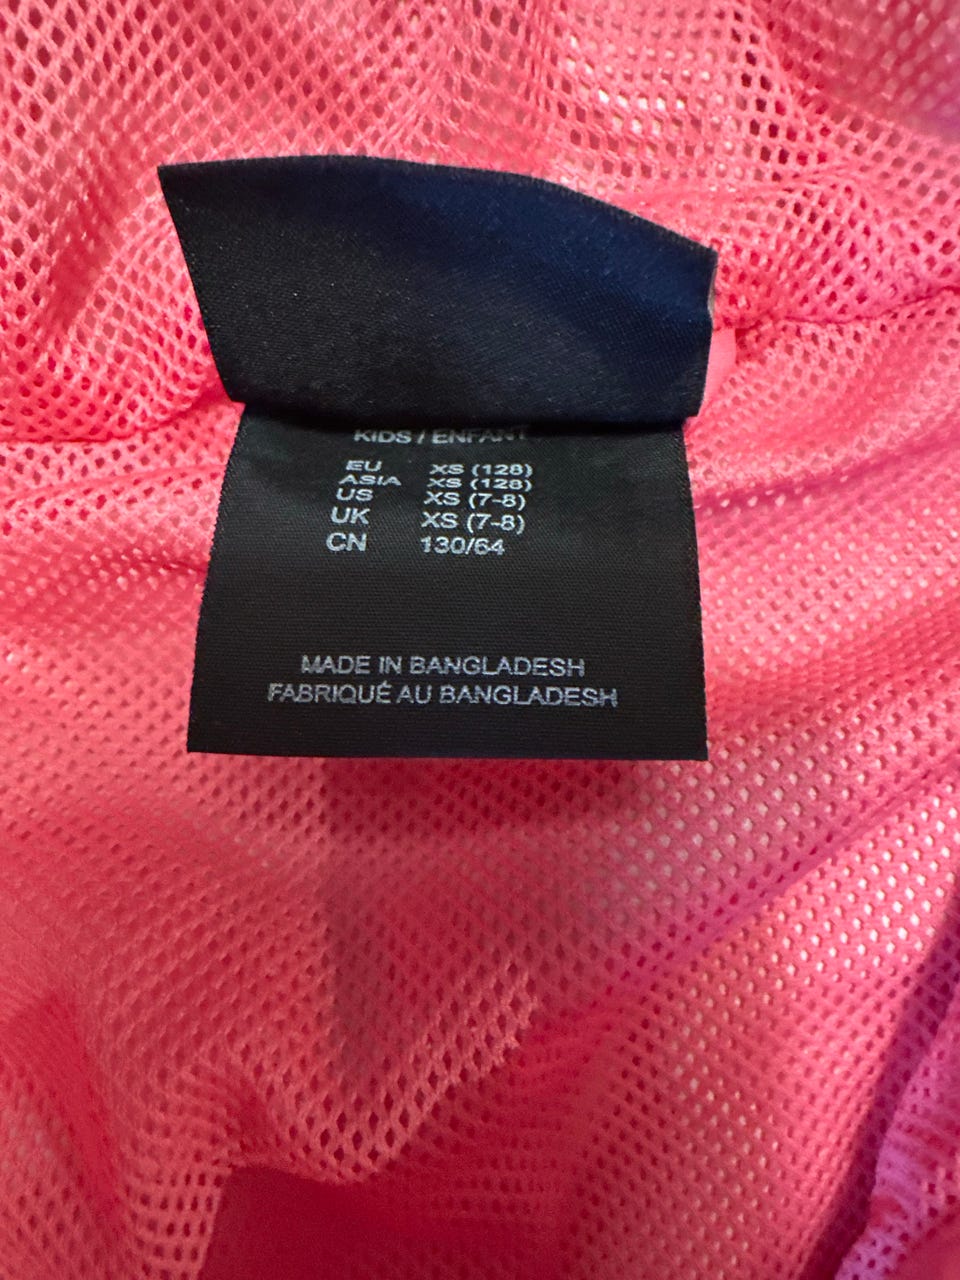 KIDS / ENFANT
EU XS (128)
ASIA XS (128)
US XS (7-8)
UK XS (7-8)
CN 130/64
MADE IN BANGLADESH
FABRIQUÉ AU BANGLADESH